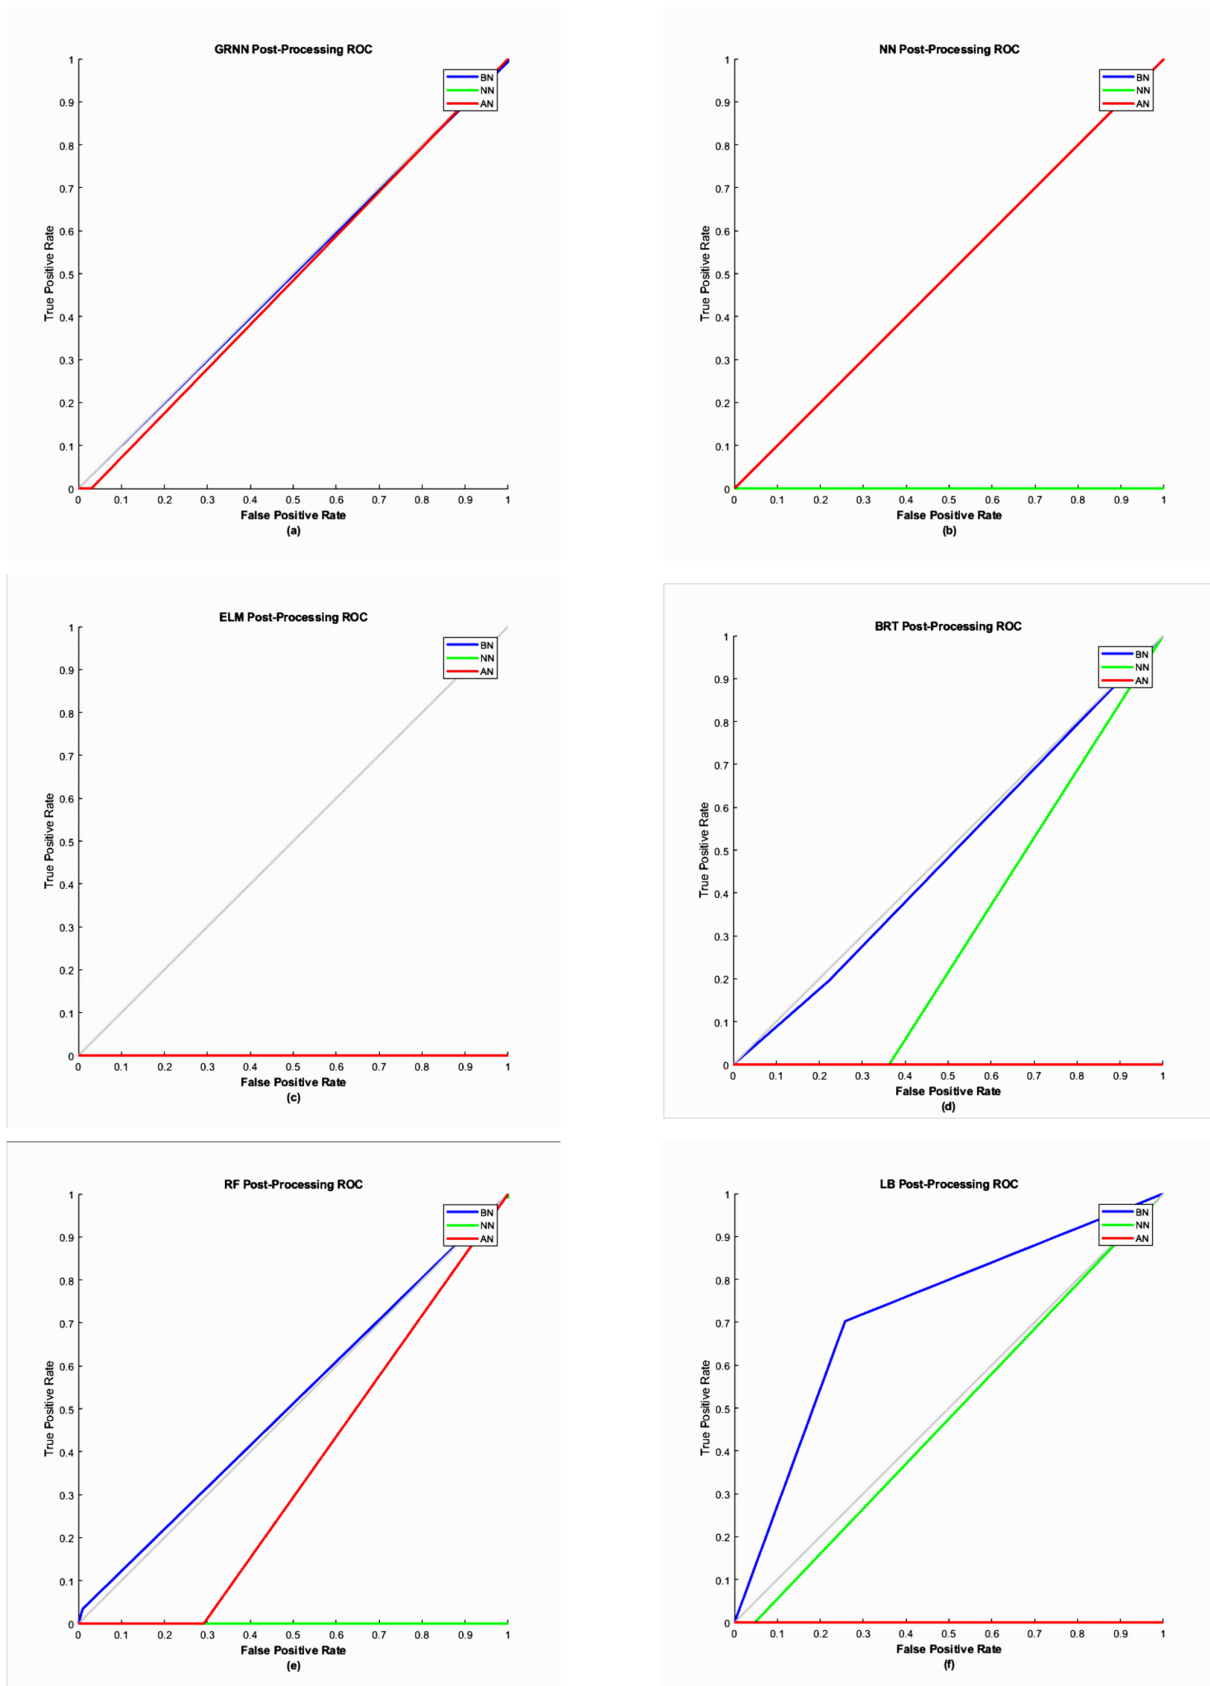 GRNN Post-Processing ROC
BN
NN
AN
True Positive Rate
1
0.9
0.8
0.7
0.6
0.5
0.4
0.3
0.2
0.1
0
0 0.1 0.2 0.3 0.4 0.5 0.6 0.7 0.8 0.9 1
False Positive Rate
(a)
NN Post-Processing ROC
BN
NN
AN
True Positive Rate
1
0.9
0.8
0.7
0.6
0.5
0.4
0.3
0.2
0.1
0
0 0.1 0.2 0.3 0.4 0.5 0.6 0.7 0.8 0.9 1
False Positive Rate
(b)
ELM Post-Processing ROC
BN
NN
AN
True Positive Rate
1
0.9
0.8
0.7
0.6
0.5
0.4
0.3
0.2
0.1
0
0 0.1 0.2 0.3 0.4 0.5 0.6 0.7 0.8 0.9 1
False Positive Rate
(c)
BRT Post-Processing ROC
BN
NN
AN
True Positive Rate
1
0.9
0.8
0.7
0.6
0.5
0.4
0.3
0.2
0.1
0
0 0.1 0.2 0.3 0.4 0.5 0.6 0.7 0.8 0.9 1
False Positive Rate
(d)
RF Post-Processing ROC
BN
NN
AN
True Positive Rate
1
0.9
0.8
0.7
0.6
0.5
0.4
0.3
0.2
0.1
0
0 0.1 0.2 0.3 0.4 0.5 0.6 0.7 0.8 0.9 1
False Positive Rate
(e)
LB Post-Processing ROC
BN
NN
AN
True Positive Rate
1
0.9
0.8
0.7
0.6
0.5
0.4
0.3
0.2
0.1
0
0 0.1 0.2 0.3 0.4 0.5 0.6 0.7 0.8 0.9 1
False Positive Rate
(f)